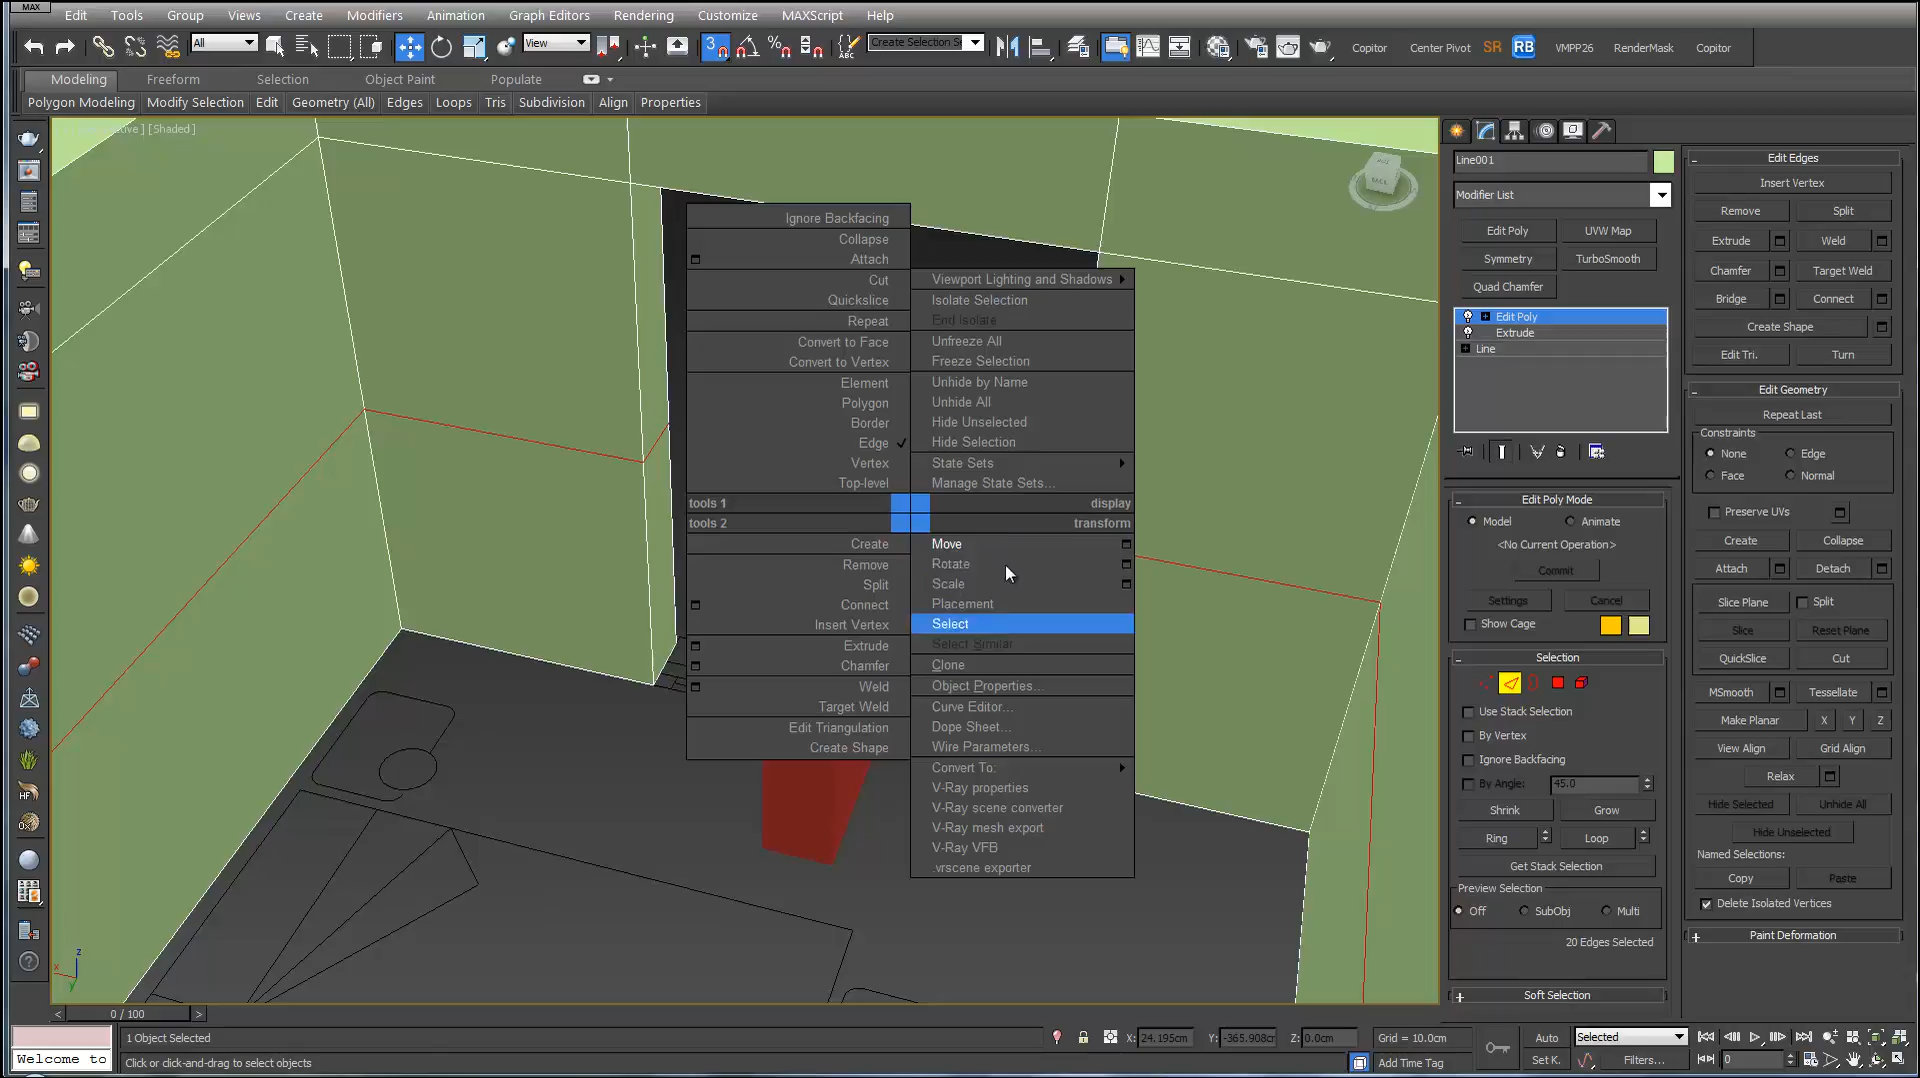 MAX
Edit Tools Group Views Create Modifiers Animation Graph Editors Rendering Customize MAXScript Help
All View 3 ABC Create Selection Se Copitor Center Pivot SR RB VMPP26 RenderMask Copitor
Modeling Freeform Selection Object Paint Populate
Polygon Modeling Modify Selection Edit Geometry (All) Edges Loops Tris Subdivision Align Properties
] [Shaded ]
BACK
Ignore Backfacing
Collapse
Attach
Cut
Quickslice
Repeat
Convert to Face
Convert to Vertex
Element
Polygon
Border
Edge
Vertex
Top-level
tools 1
tools 2
Create
Remove
Split
Connect
Insert Vertex
Extrude
Chamfer
Weld
Target Weld
Edit Triangulation
Create Shape
Viewport Lighting and Shadows
Isolate Selection
End Isolate
Unfreeze All
Freeze Selection
Unhide by Name
Unhide All
Hide Unselected
Hide Selection
State Sets
Manage State Sets...
display
transform
Move
Rotate
Scale
Placement
Select
Select Similar
Clone
Object Properties...
Curve Editor...
Dope Sheet...
Wire Parameters...
Convert To:
V-Ray properties
V-Ray scene converter
V-Ray mesh export
V-Ray VFB
.vrscene exporter
HF
z
x
y
Line001
Modifier List
Edit Poly UVW Map
Symmetry TurboSmooth
Quad Chamfer
Edit Poly
Extrude
Line
Edit Poly Mode
Model Animate
<No Current Operation>
Commit
Settings Cancel
Show Cage
Selection
Use Stack Selection
By Vertex
Ignore Backfacing
By Angle: 45.0
Shrink Grow
Ring Loop
Get Stack Selection
Preview Selection
Off SubObj Multi
20 Edges Selected
Soft Selection
Edit Edges
Insert Vertex
Remove Split
Extrude Weld
Chamfer Target Weld
Bridge Connect
Create Shape
Edit Tri. Turn
Edit Geometry
Repeat Last
Constraints
None Edge
Face Normal
Preserve UVs
Create Collapse
Attach Detach
Slice Plane Split
Slice Reset Plane
QuickSlice Cut
MSmooth Tessellate
Make Planar X Y Z
View Align Grid Align
Relax
Hide Selected Unhide All
Hide Unselected
Named Selections:
Copy Paste
Delete Isolated Vertices
Paint Deformation
< 0 / 100 >
1 Object Selected X: 24.195cm Y: -365.908cm Z: 0.0cm Grid = 10.0cm Auto Selected
Welcome to Click or click-and-drag to select objects Add Time Tag Set K. Filters... 0